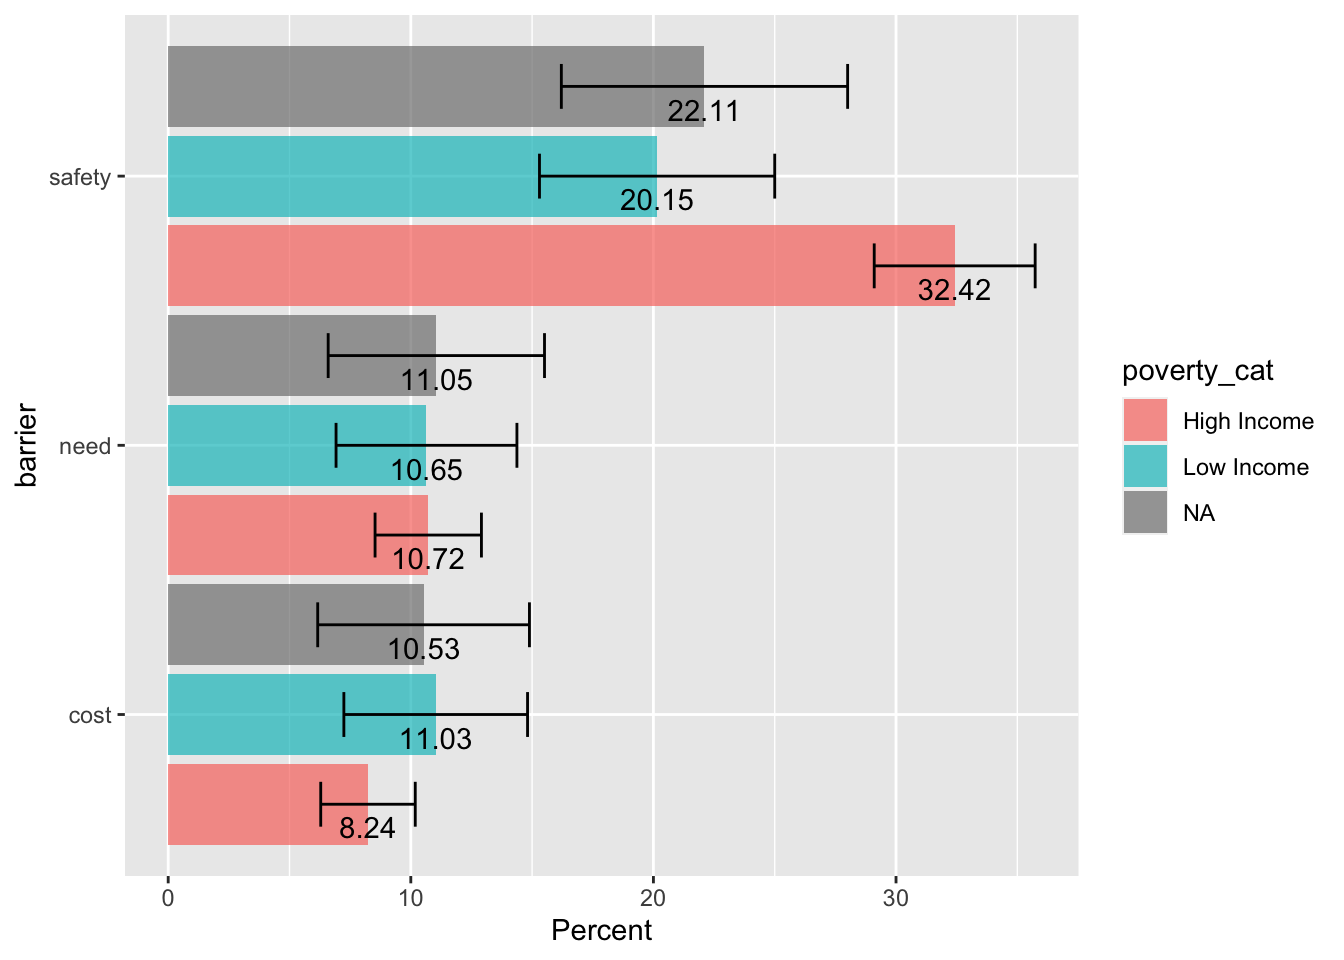 22.11
safety
20.15
32.42
11.05
need
10.65
10.72
10.53
cost
11.03
8.24
0 10 20 30
Percent
barrier
poverty_cat
High Income
Low Income
NA